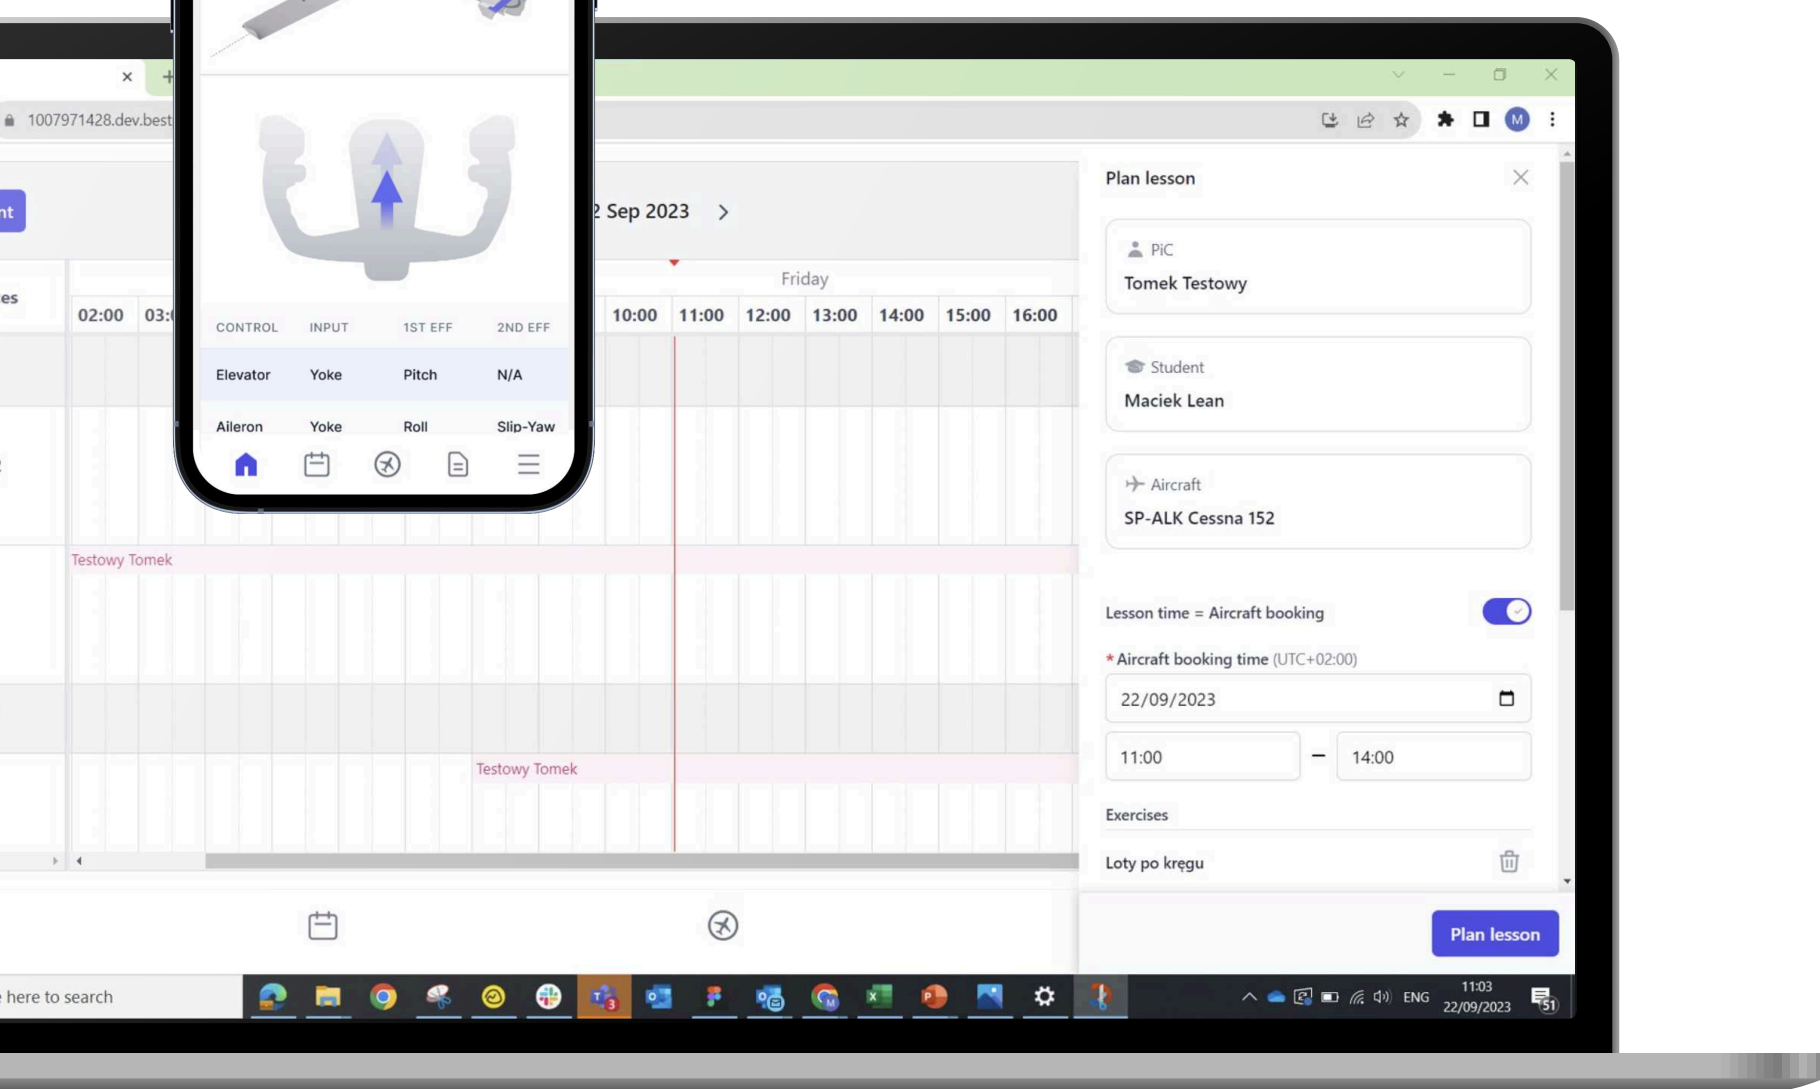 1007971428.dev.best
M
nt
2 Sep 2023
Friday
es
02:00
10:00 11:00 12:00 13:00 14:00 15:00 16:00
CONTROL INPUT 1ST EFF 2ND EFF
Elevator Yoke Pitch N/A
Aileron Yoke Roll Slip-Yaw
Testowy Tomek
Testowy Tomek
Plan lesson
PiC
Tomek Testowy
Student
Maciek Lean
Aircraft
SP-ALK Cessna 152
Lesson time = Aircraft booking
* Aircraft booking time (UTC+02:00)
22/09/2023
11:00 – 14:00
Exercises
Loty po kręgu
Plan lesson
here to search
3
ENG
11:03
22/09/2023
51